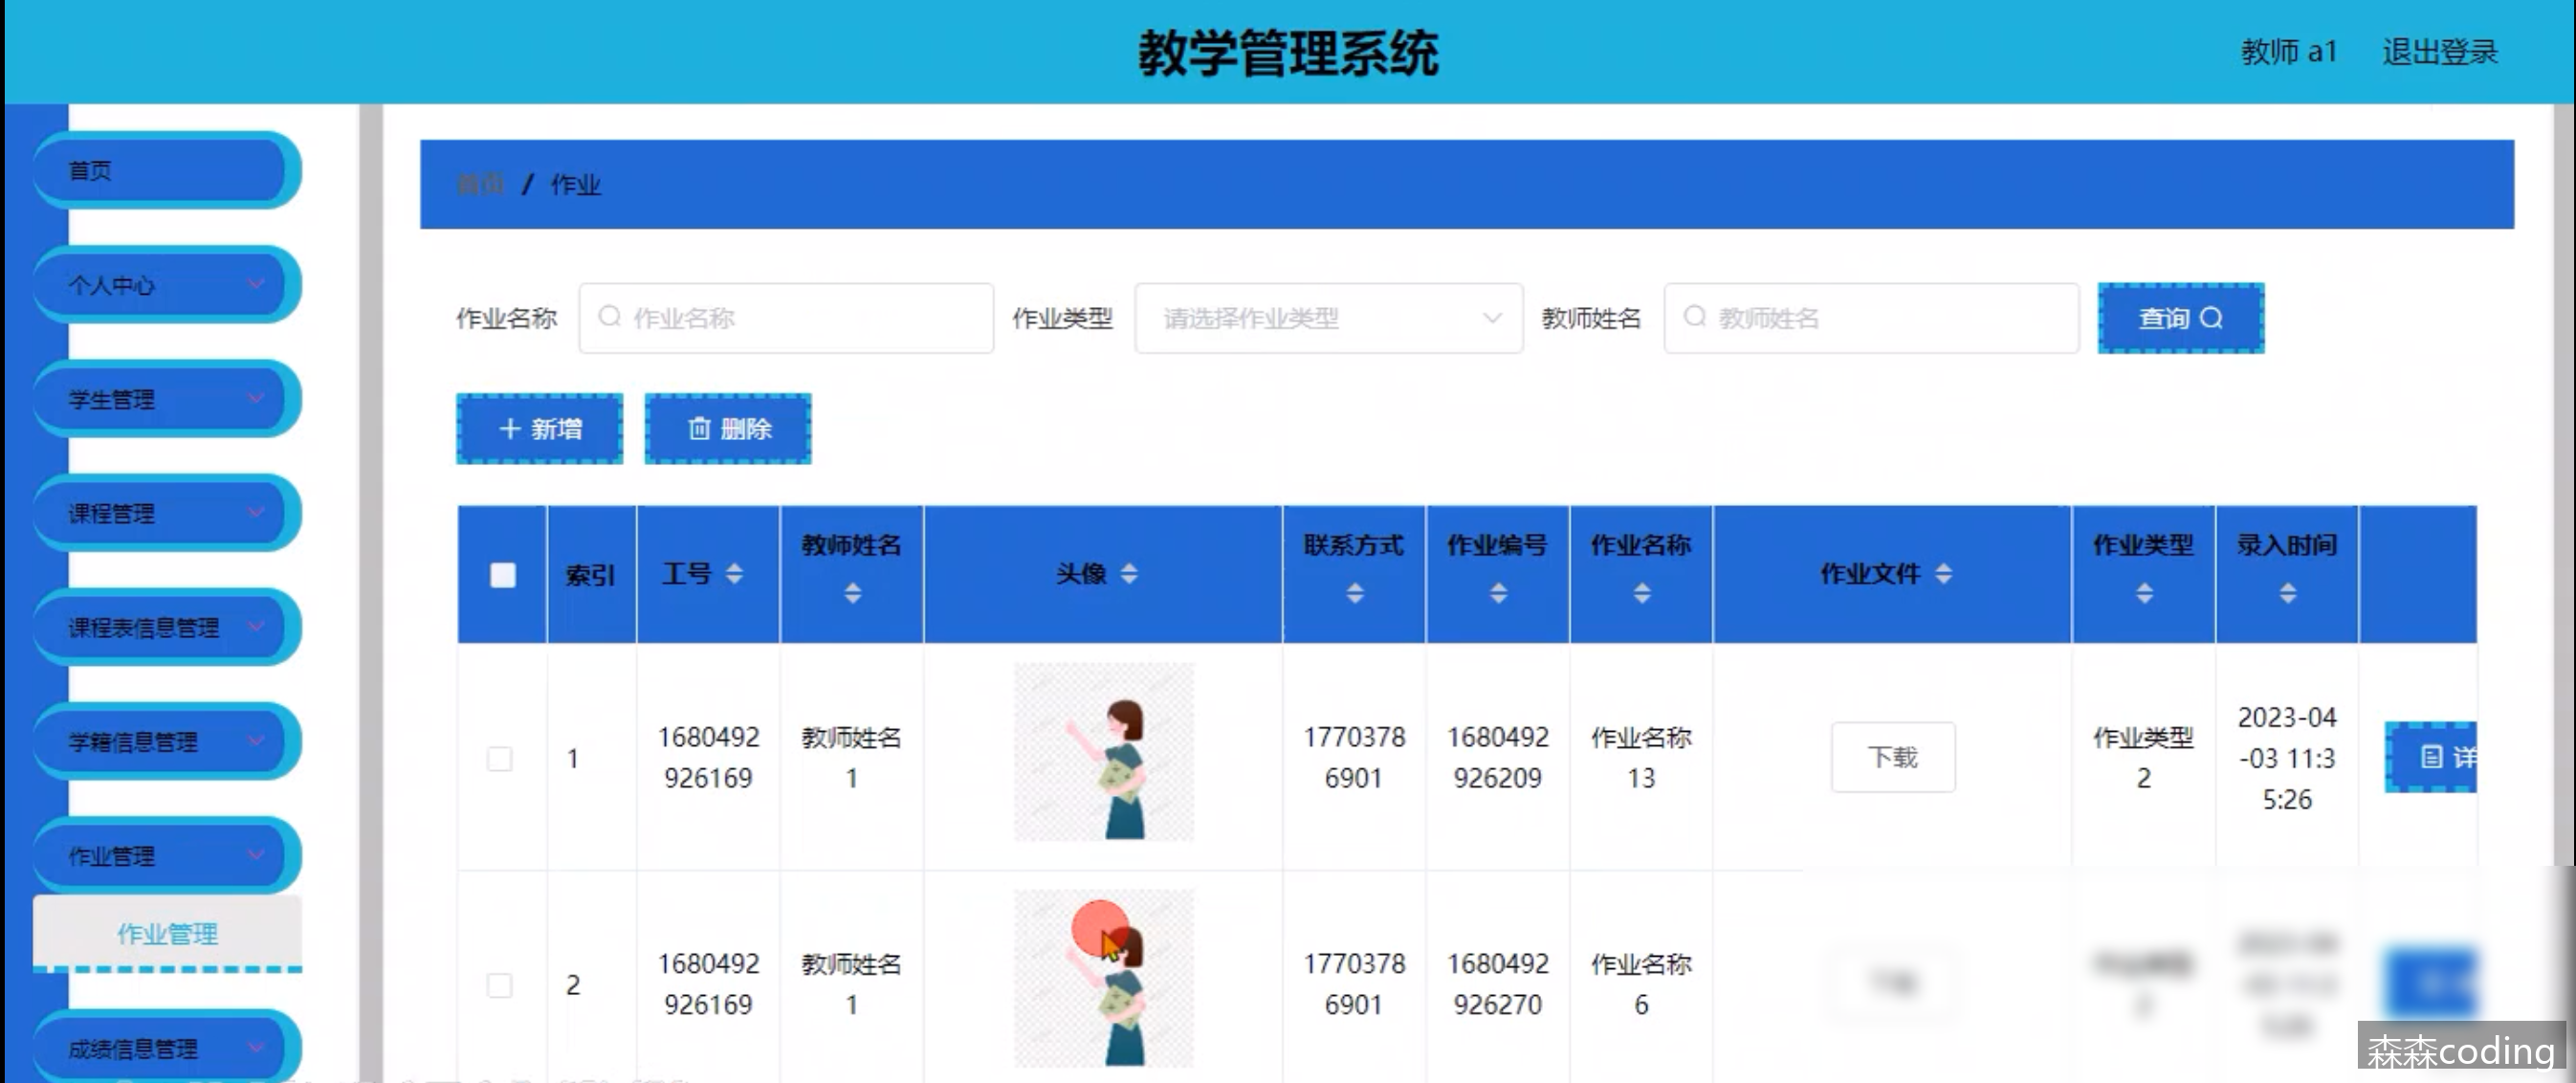 教学管理系统
教师 a1
退出登录
首页
个人中心
学生管理
课程管理
课程表信息管理
学籍信息管理
作业管理
作业管理
成绩信息管理
首页 / 作业
作业名称 作业名称
作业类型 请选择作业类型
教师姓名 教师姓名
查询
新增
删除
索引 工号 教师姓名 头像 联系方式 作业编号 作业名称 作业文件 作业类型 录入时间
1 1680492926169 教师姓名1 17703786901 1680492926209 作业名称13 下载 作业类型2 2023-04-03 11:35:26 详
2 1680492926169 教师姓名1 17703786901 1680492926270 作业名称6
森森coding